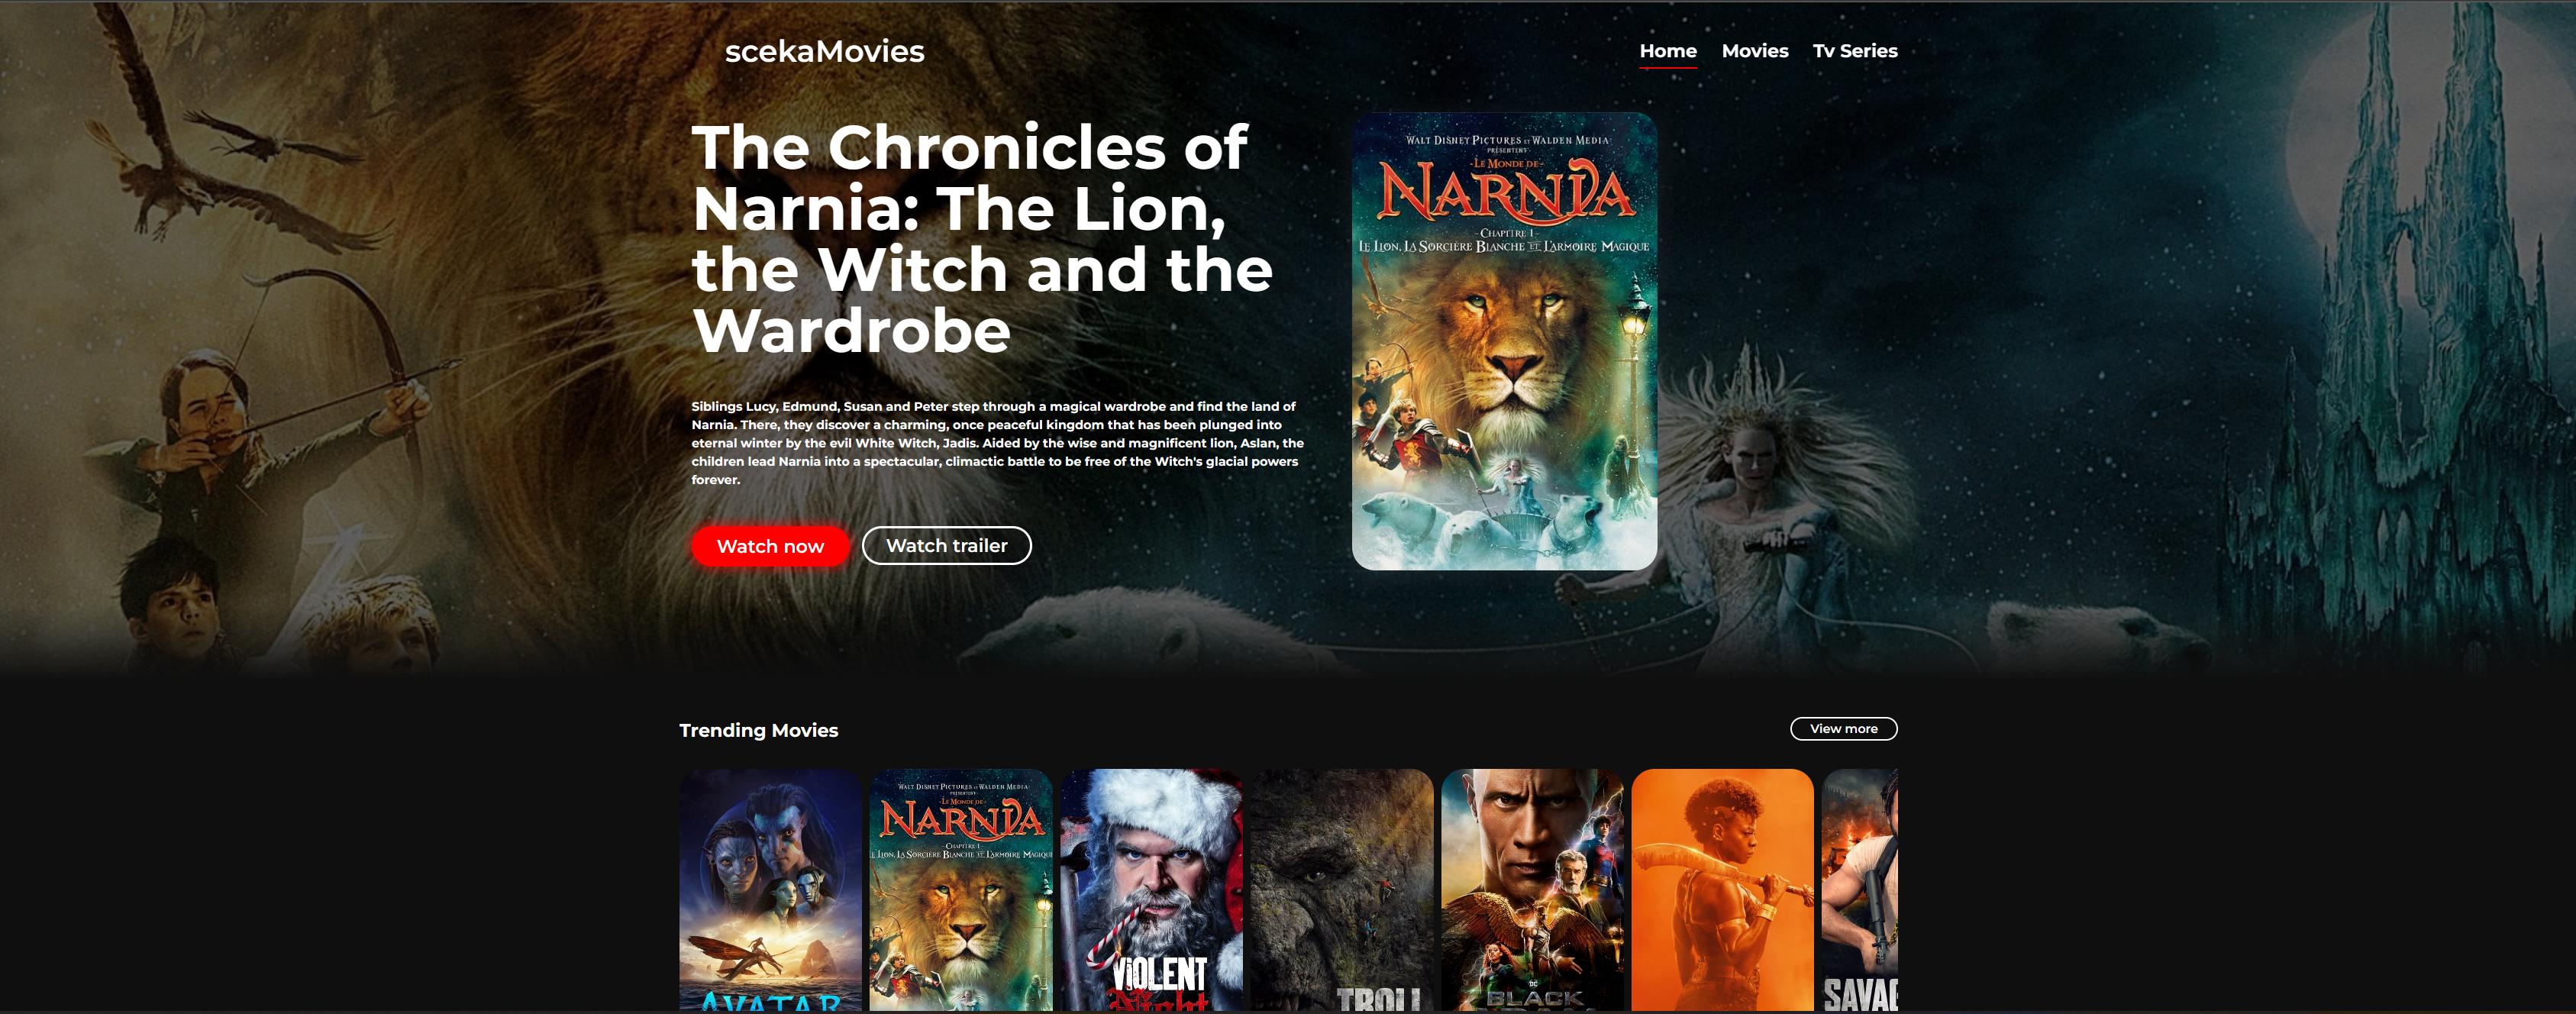 scekaMovies
Home Movies Tv Series
The Chronicles of
Narnia: The Lion,
the Witch and the
Wardrobe
Siblings Lucy, Edmund, Susan and Peter step through a magical wardrobe and find the land of
Narnia. There, they discover a charming, once peaceful kingdom that has been plunged into
eternal winter by the evil White Witch, Jadis. Aided by the wise and magnificent lion, Aslan, the
children lead Narnia into a spectacular, climactic battle to be free of the Witch's glacial powers
forever.
Watch now Watch trailer
WALT DISNEY PICTURES ET WALDEN MEDIA
PRÉSENTENT
-LE MONDE DE-
NARNIA
-CHAPITRE 1-
LE LION, LA SORCIÈRE BLANCHE ET L'ARMOIRE MAGIQUE
Trending Movies
View more
AVATAR
WALT DISNEY PICTURES ET WALDEN MEDIA
PRÉSENTENT
-LE MONDE DE-
NARNIA
-CHAPITRE 1-
LE LION, LA SORCIÈRE BLANCHE ET L'ARMOIRE MAGIQUE
VIOLENT
Night
TROLL
DC
BLACK